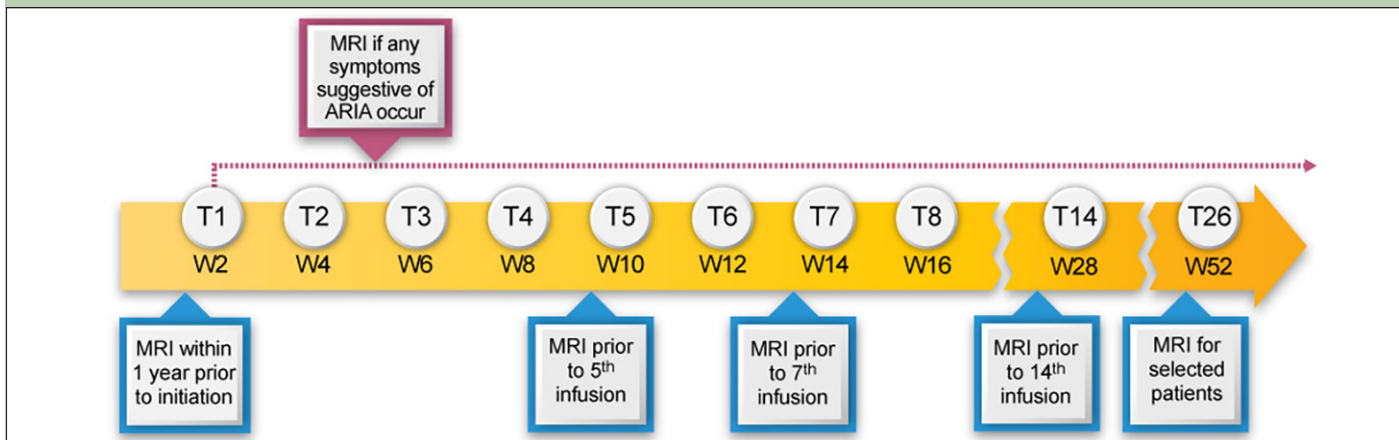 MRI if any
symptoms
suggestive of
ARIA occur
T1 T2 T3 T4 T5 T6 T7 T8 T14 T26
W2 W4 W6 W8 W10 W12 W14 W16 W28 W52
MRI within
1 year prior
to initiation
MRI prior
to 5th
infusion
MRI prior
to 7th
infusion
MRI prior
to 14th
infusion
MRI for
selected
patients